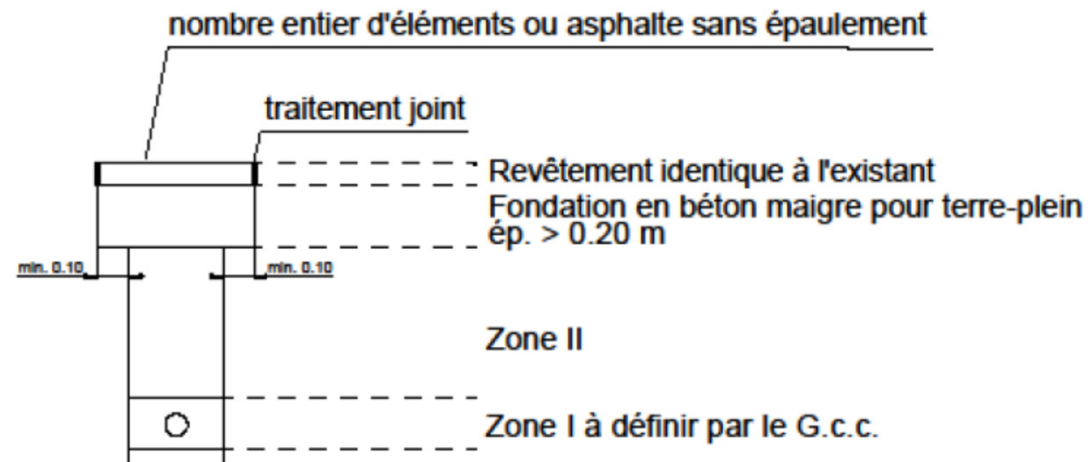 nombre entier d'éléments ou asphalte sans épaulement
traitement joint
Revêtement identique à l'existant
Fondation en béton maigre pour terre-plein
ép. > 0.20 m
min. 0.10
min. 0.10
Zone II
Zone I à définir par le G.c.c.